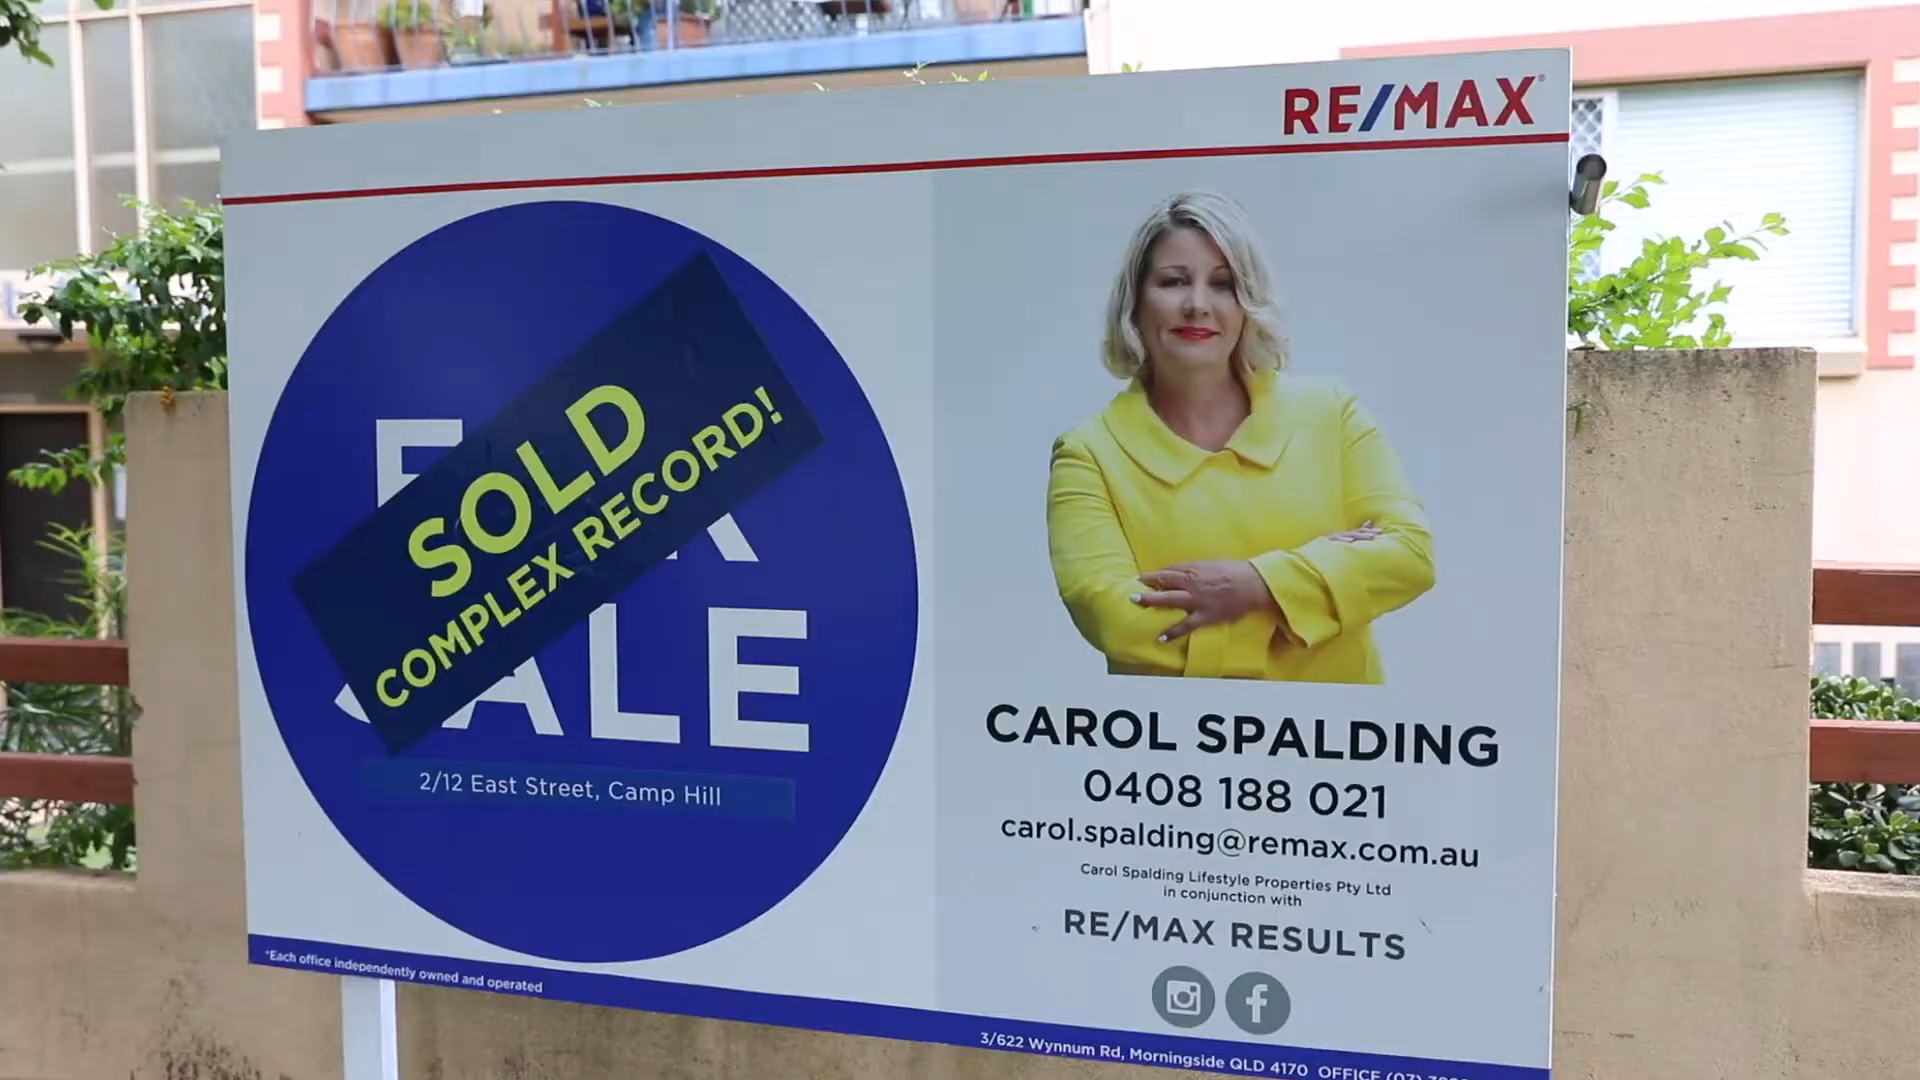 RE/MAX
SOLD
COMPLEX RECORD!
SALE
2/12 East Street, Camp Hill
CAROL SPALDING
0408 188 021
carol.spalding@remax.com.au
Carol Spalding Lifestyle Properties Pty Ltd
in conjunction with
RE/MAX RESULTS
*Each office independently owned and operated
3/622 Wynnum Rd, Morningside QLD 4170 OFFICE (07)